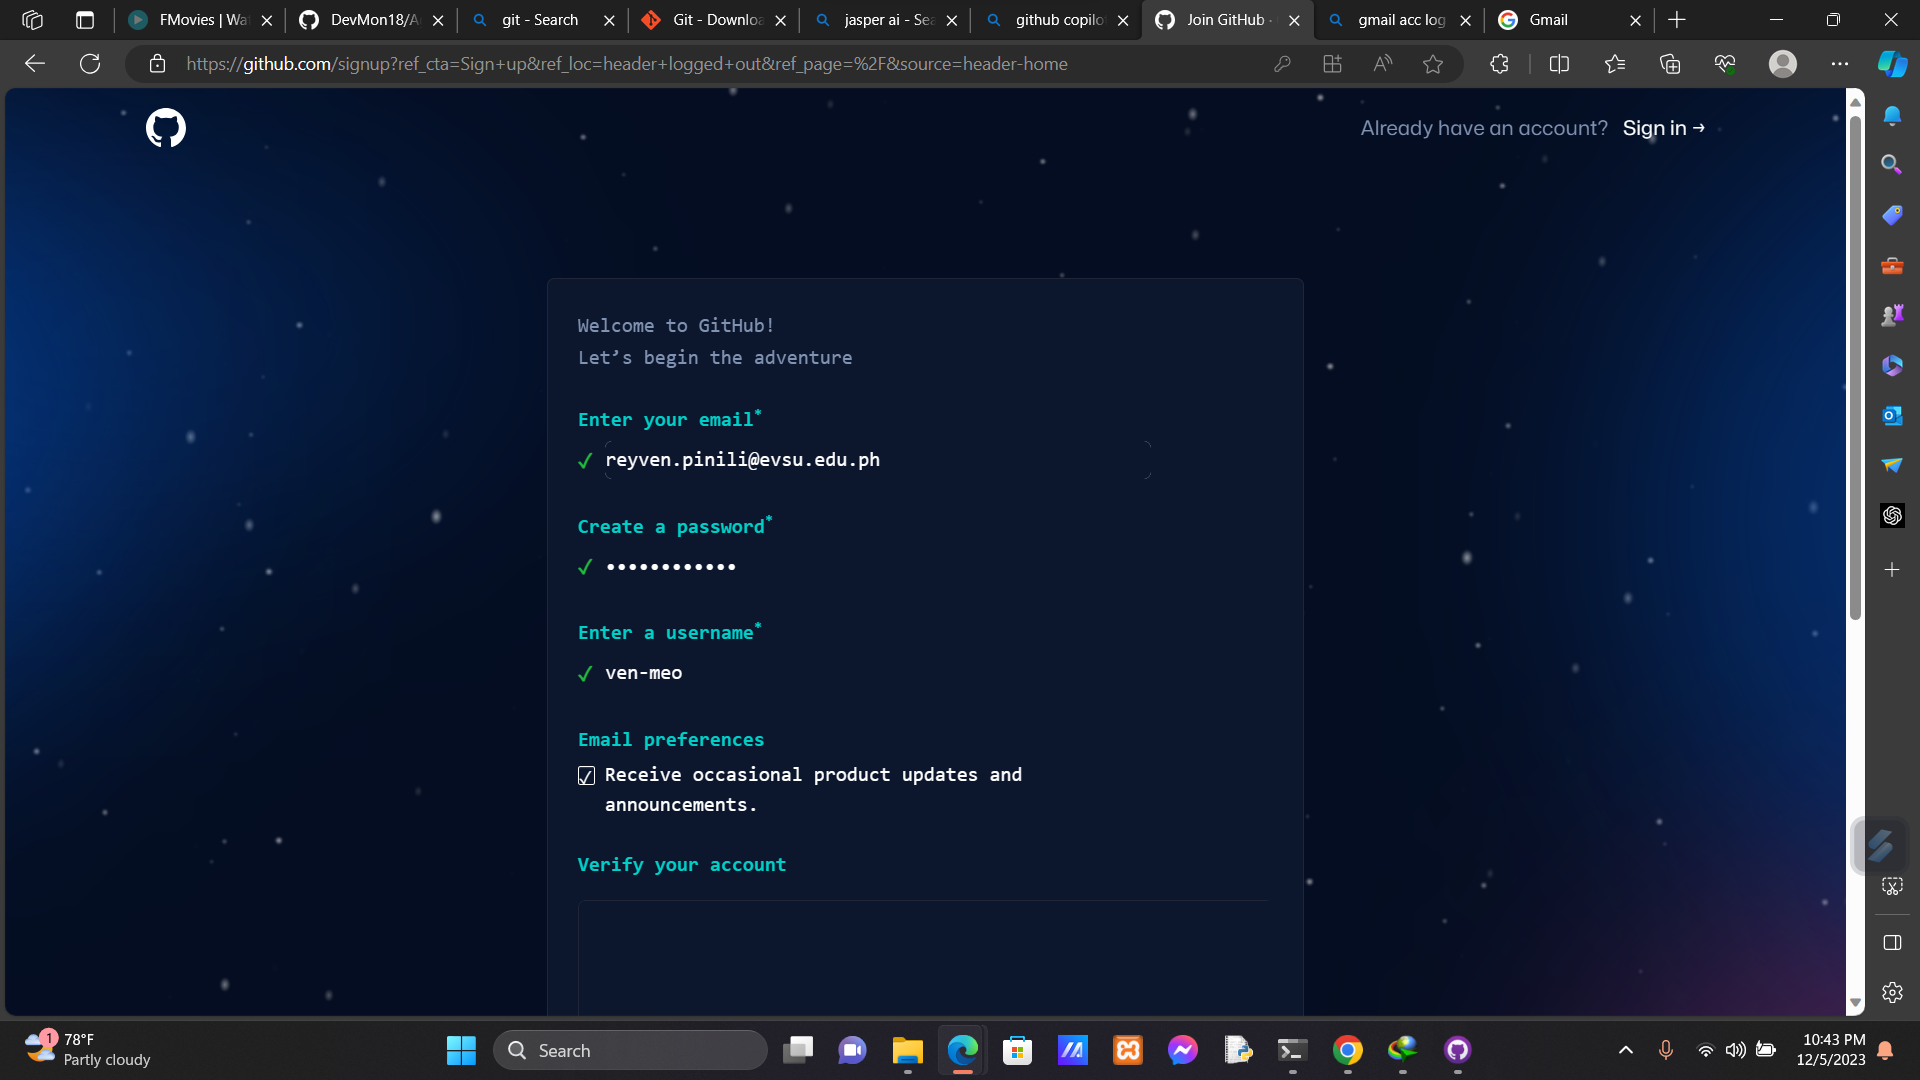 FMovies | Wa
DevMon18/A
git - Search
Git - Downloa
jasper ai - Sea
github copilo
Join GitHub ·
gmail acc log
Gmail
https://github.com/signup?ref_cta=Sign+up&ref_loc=header+logged+out&ref_page=%2F&source=header-home
Already have an account? Sign in →
Welcome to GitHub!
Let’s begin the adventure
Enter your email*
✓ reyven.pinili@evsu.edu.ph
Create a password*
✓ ••••••••••••
Enter a username*
✓ ven-meo
Email preferences
Receive occasional product updates and
announcements.
Verify your account
1
78°F
Partly cloudy
Search
10:43 PM
12/5/2023